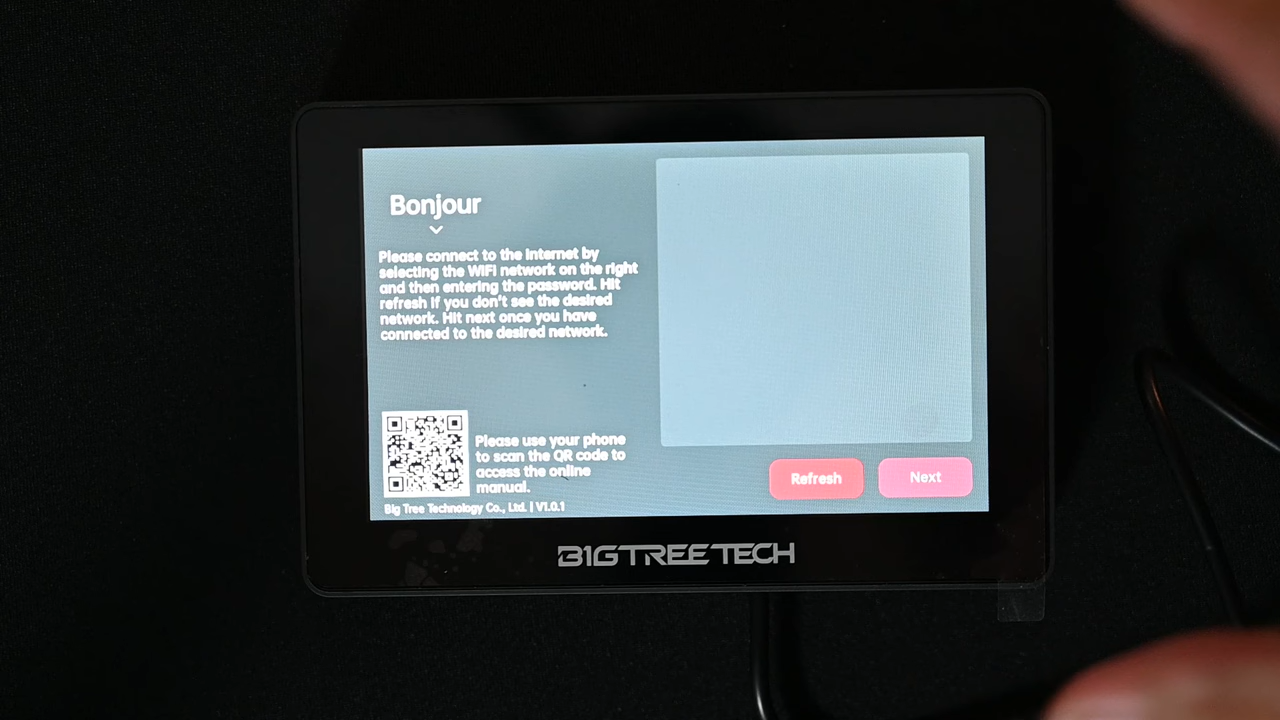 Bonjour
Please connect to the Internet by
selecting the WIFI network on the right
and then entering the password. Hit
refresh if you don't see the desired
network. Hit next once you have
connected to the desired network.
Please use your phone
to scan the QR code to
access the online
manual.
Big Tree Technology Co., Ltd. | V1.0.1
Refresh
Next
BIGTREETECH